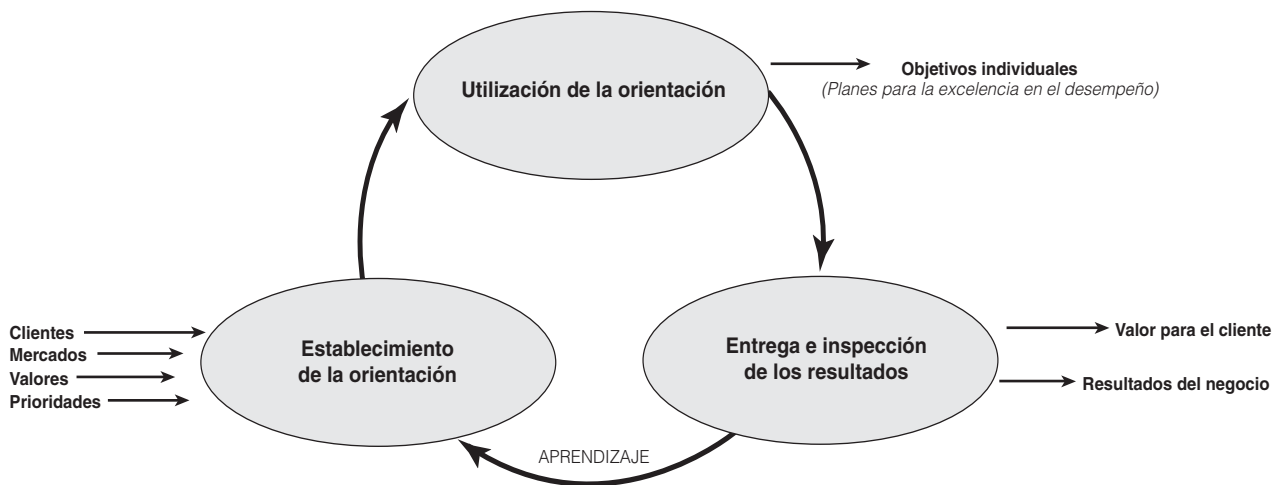 Utilización de la orientación
Objetivos individuales
(Planes para la excelencia en el desempeño)
Clientes
Mercados
Valores
Prioridades
Establecimiento
de la orientación
Entrega e inspección
de los resultados
Valor para el cliente
Resultados del negocio
APRENDIZAJE